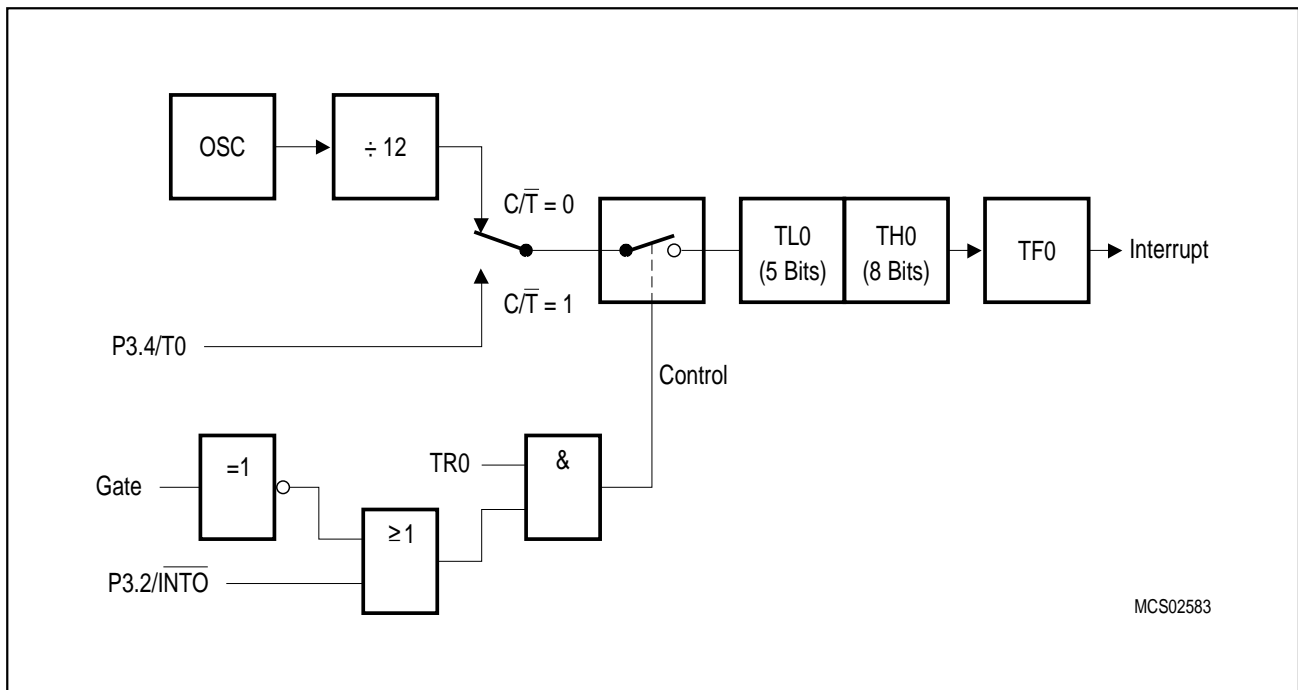 OSC
÷ 12
C/T̅ = 0
C/T̅ = 1
P3.4/T0
TL0
(5 Bits)
TH0
(8 Bits)
TF0
Interrupt
Control
Gate
=1
TR0
&
≥1
P3.2/I̅N̅T̅O̅
MCS02583